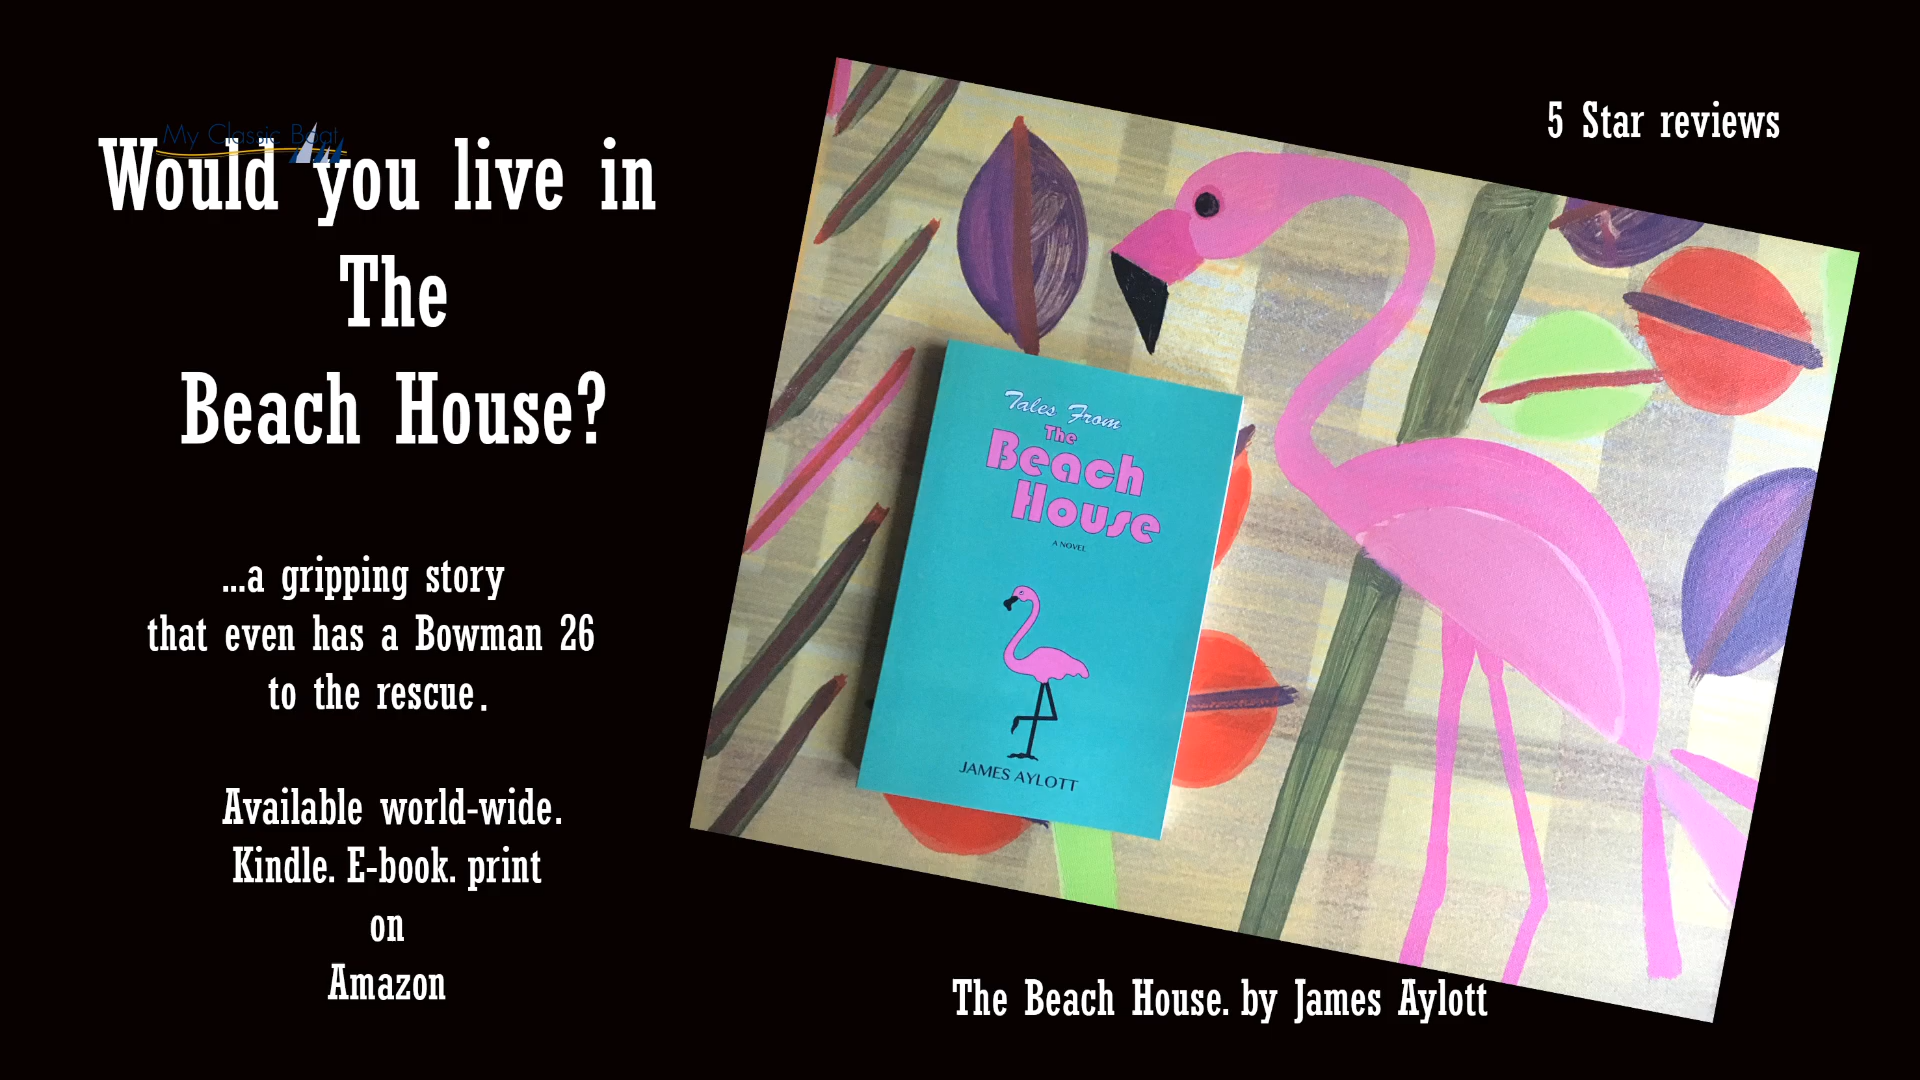 My Classic Boat
Would you live in
The
Beach House?
...a gripping story
that even has a Bowman 26
to the rescue.
Available world-wide.
Kindle. E-book. print
on
Amazon
5 Star reviews
Tales From
The
Beach
House
A NOVEL
JAMES AYLOTT
The Beach House. by James Aylott